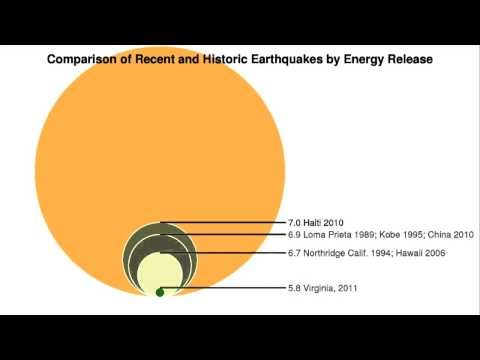 Comparison of Recent and Historic Earthquakes by Energy Release
7.0 Haiti 2010
6.9 Loma Prieta 1989; Kobe 1995; China 2010
6.7 Northridge Calif. 1994; Hawaii 2006
5.8 Virginia, 2011